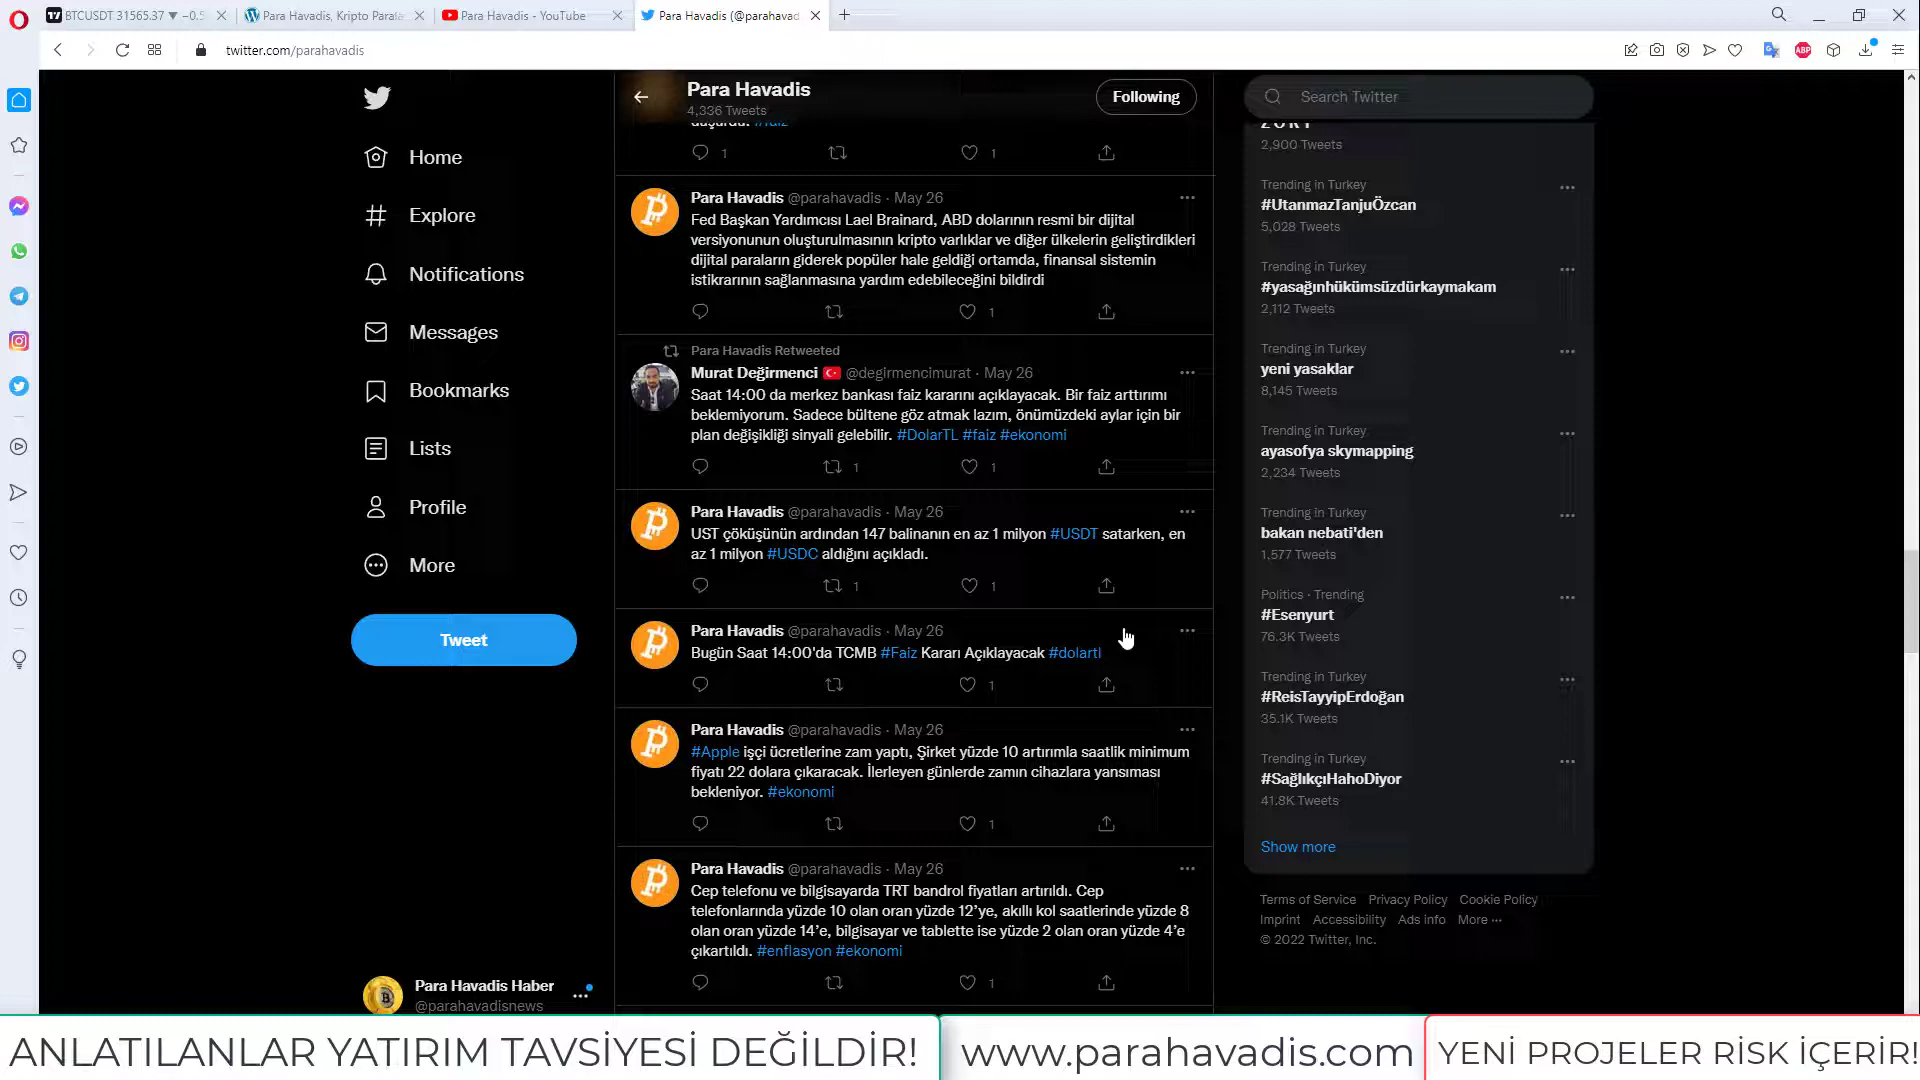 BTCUSDT 31565.37 ▼ −0.5
Para Havadis, Kripto Parala
Para Havadis - YouTube
Para Havadis (@parahavad
twitter.com/parahavadis
ABP
Home
Explore
Notifications
Messages
Bookmarks
Lists
Profile
More
Tweet
Para Havadis Haber
@parahavadisnews
Para Havadis
4,336 Tweets
Following
1
1
Para Havadis @parahavadis · May 26
Fed Başkan Yardımcısı Lael Brainard, ABD dolarının resmi bir dijital
versiyonunun oluşturulmasının kripto varlıklar ve diğer ülkelerin geliştirdikleri
dijital paraların giderek popüler hale geldiği ortamda, finansal sistemin
istikrarının sağlanmasına yardım edebileceğini bildirdi
1
Para Havadis Retweeted
Murat Değirmenci 🇹🇷 @degirmencimurat · May 26
Saat 14:00 da merkez bankası faiz kararını açıklayacak. Bir faiz arttırımı
beklemiyorum. Sadece bültene göz atmak lazım, önümüzdeki aylar için bir
plan değişikliği sinyali gelebilir. #DolarTL #faiz #ekonomi
1
1
Para Havadis @parahavadis · May 26
UST çöküşünün ardından 147 balinanın en az 1 milyon #USDT satarken, en
az 1 milyon #USDC aldığını açıkladı.
1
1
Para Havadis @parahavadis · May 26
Bugün Saat 14:00'da TCMB #Faiz Kararı Açıklayacak #dolartl
1
Para Havadis @parahavadis · May 26
#Apple işçi ücretlerine zam yaptı, Şirket yüzde 10 artırımla saatlik minimum
fiyatı 22 dolara çıkaracak. İlerleyen günlerde zamın cihazlara yansıması
bekleniyor. #ekonomi
1
Para Havadis @parahavadis · May 26
Cep telefonu ve bilgisayarda TRT bandrol fiyatları artırıldı. Cep
telefonlarında yüzde 10 olan oran yüzde 12'ye, akıllı kol saatlerinde yüzde 8
olan oran yüzde 14'e, bilgisayar ve tablette ise yüzde 2 olan oran yüzde 4'e
çıkartıldı. #enflasyon #ekonomi
1
Search Twitter
2,900 Tweets
Trending in Turkey
#UtanmazTanjuÖzcan
5,028 Tweets
Trending in Turkey
#yasağınhükümsüzdürkaymakam
2,112 Tweets
Trending in Turkey
yeni yasaklar
8,145 Tweets
Trending in Turkey
ayasofya skymapping
2,234 Tweets
Trending in Turkey
bakan nebati'den
1,577 Tweets
Politics · Trending
#Esenyurt
76.3K Tweets
Trending in Turkey
#ReisTayyipErdoğan
35.1K Tweets
Trending in Turkey
#SağlıkçıHahoDiyor
41.8K Tweets
Show more
Terms of Service Privacy Policy Cookie Policy
Imprint Accessibility Ads info More ···
© 2022 Twitter, Inc.
ANLATILANLAR YATIRIM TAVSİYESİ DEĞİLDİR!
www.parahavadis.com
YENİ PROJELER RİSK İÇERİR!